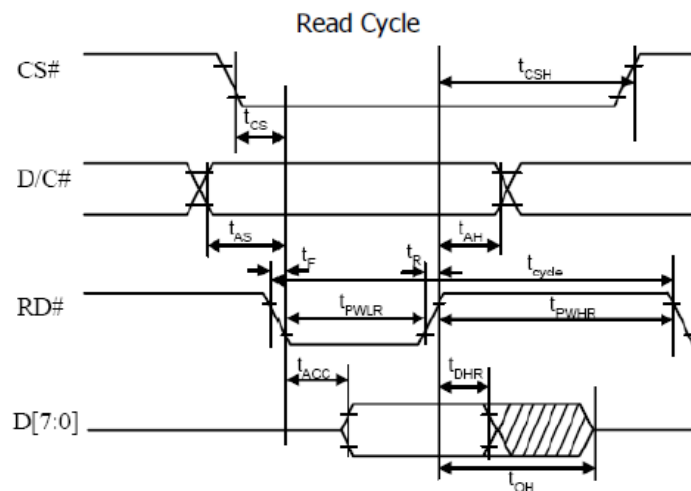 Read Cycle
CS#
tCSH
tCS
D/C#
tAS
tAH
tF
tR
tcycle
RD#
tPWLR
tPWHR
tACC
tDHR
D[7:0]
tOH